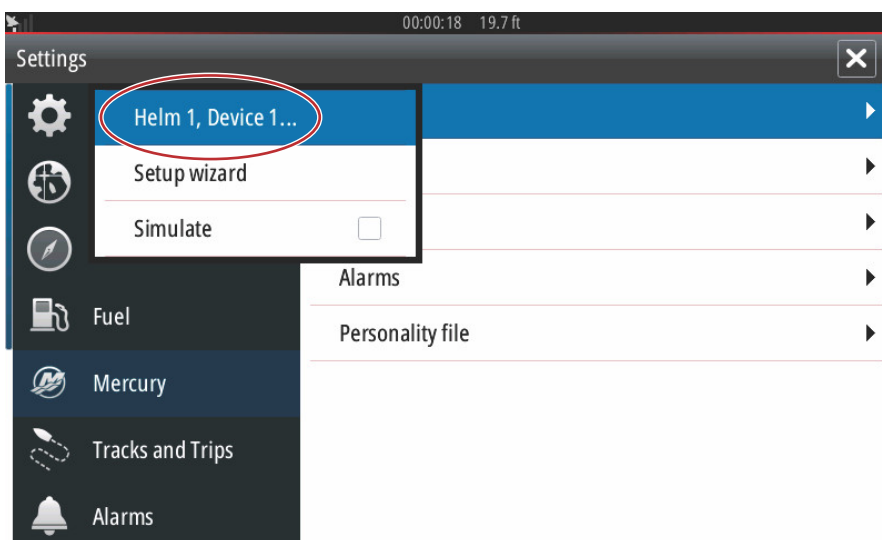 00:00:18 19.7 ft
Settings
Helm 1, Device 1...
Setup wizard
Simulate
Alarms
Fuel
Personality file
Mercury
Tracks and Trips
Alarms